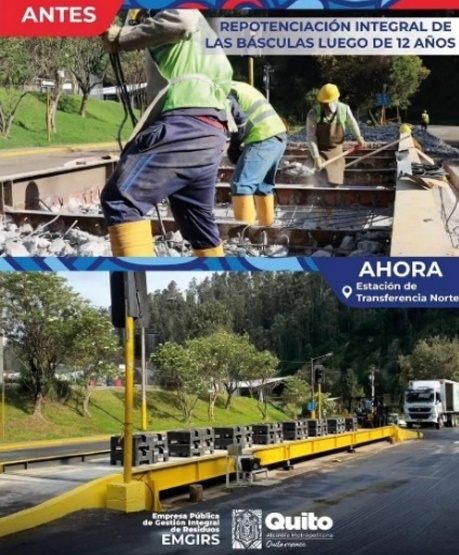 ANTES
REPOTENCIACIÓN INTEGRAL DE
LAS BÁSCULAS LUEGO DE 12 AÑOS
AHORA
Estación de
Transferencia Norte
Empresa Pública
de Gestión Integral
de Residuos
EMGIRS
Quito
Alcaldía Metropolitana